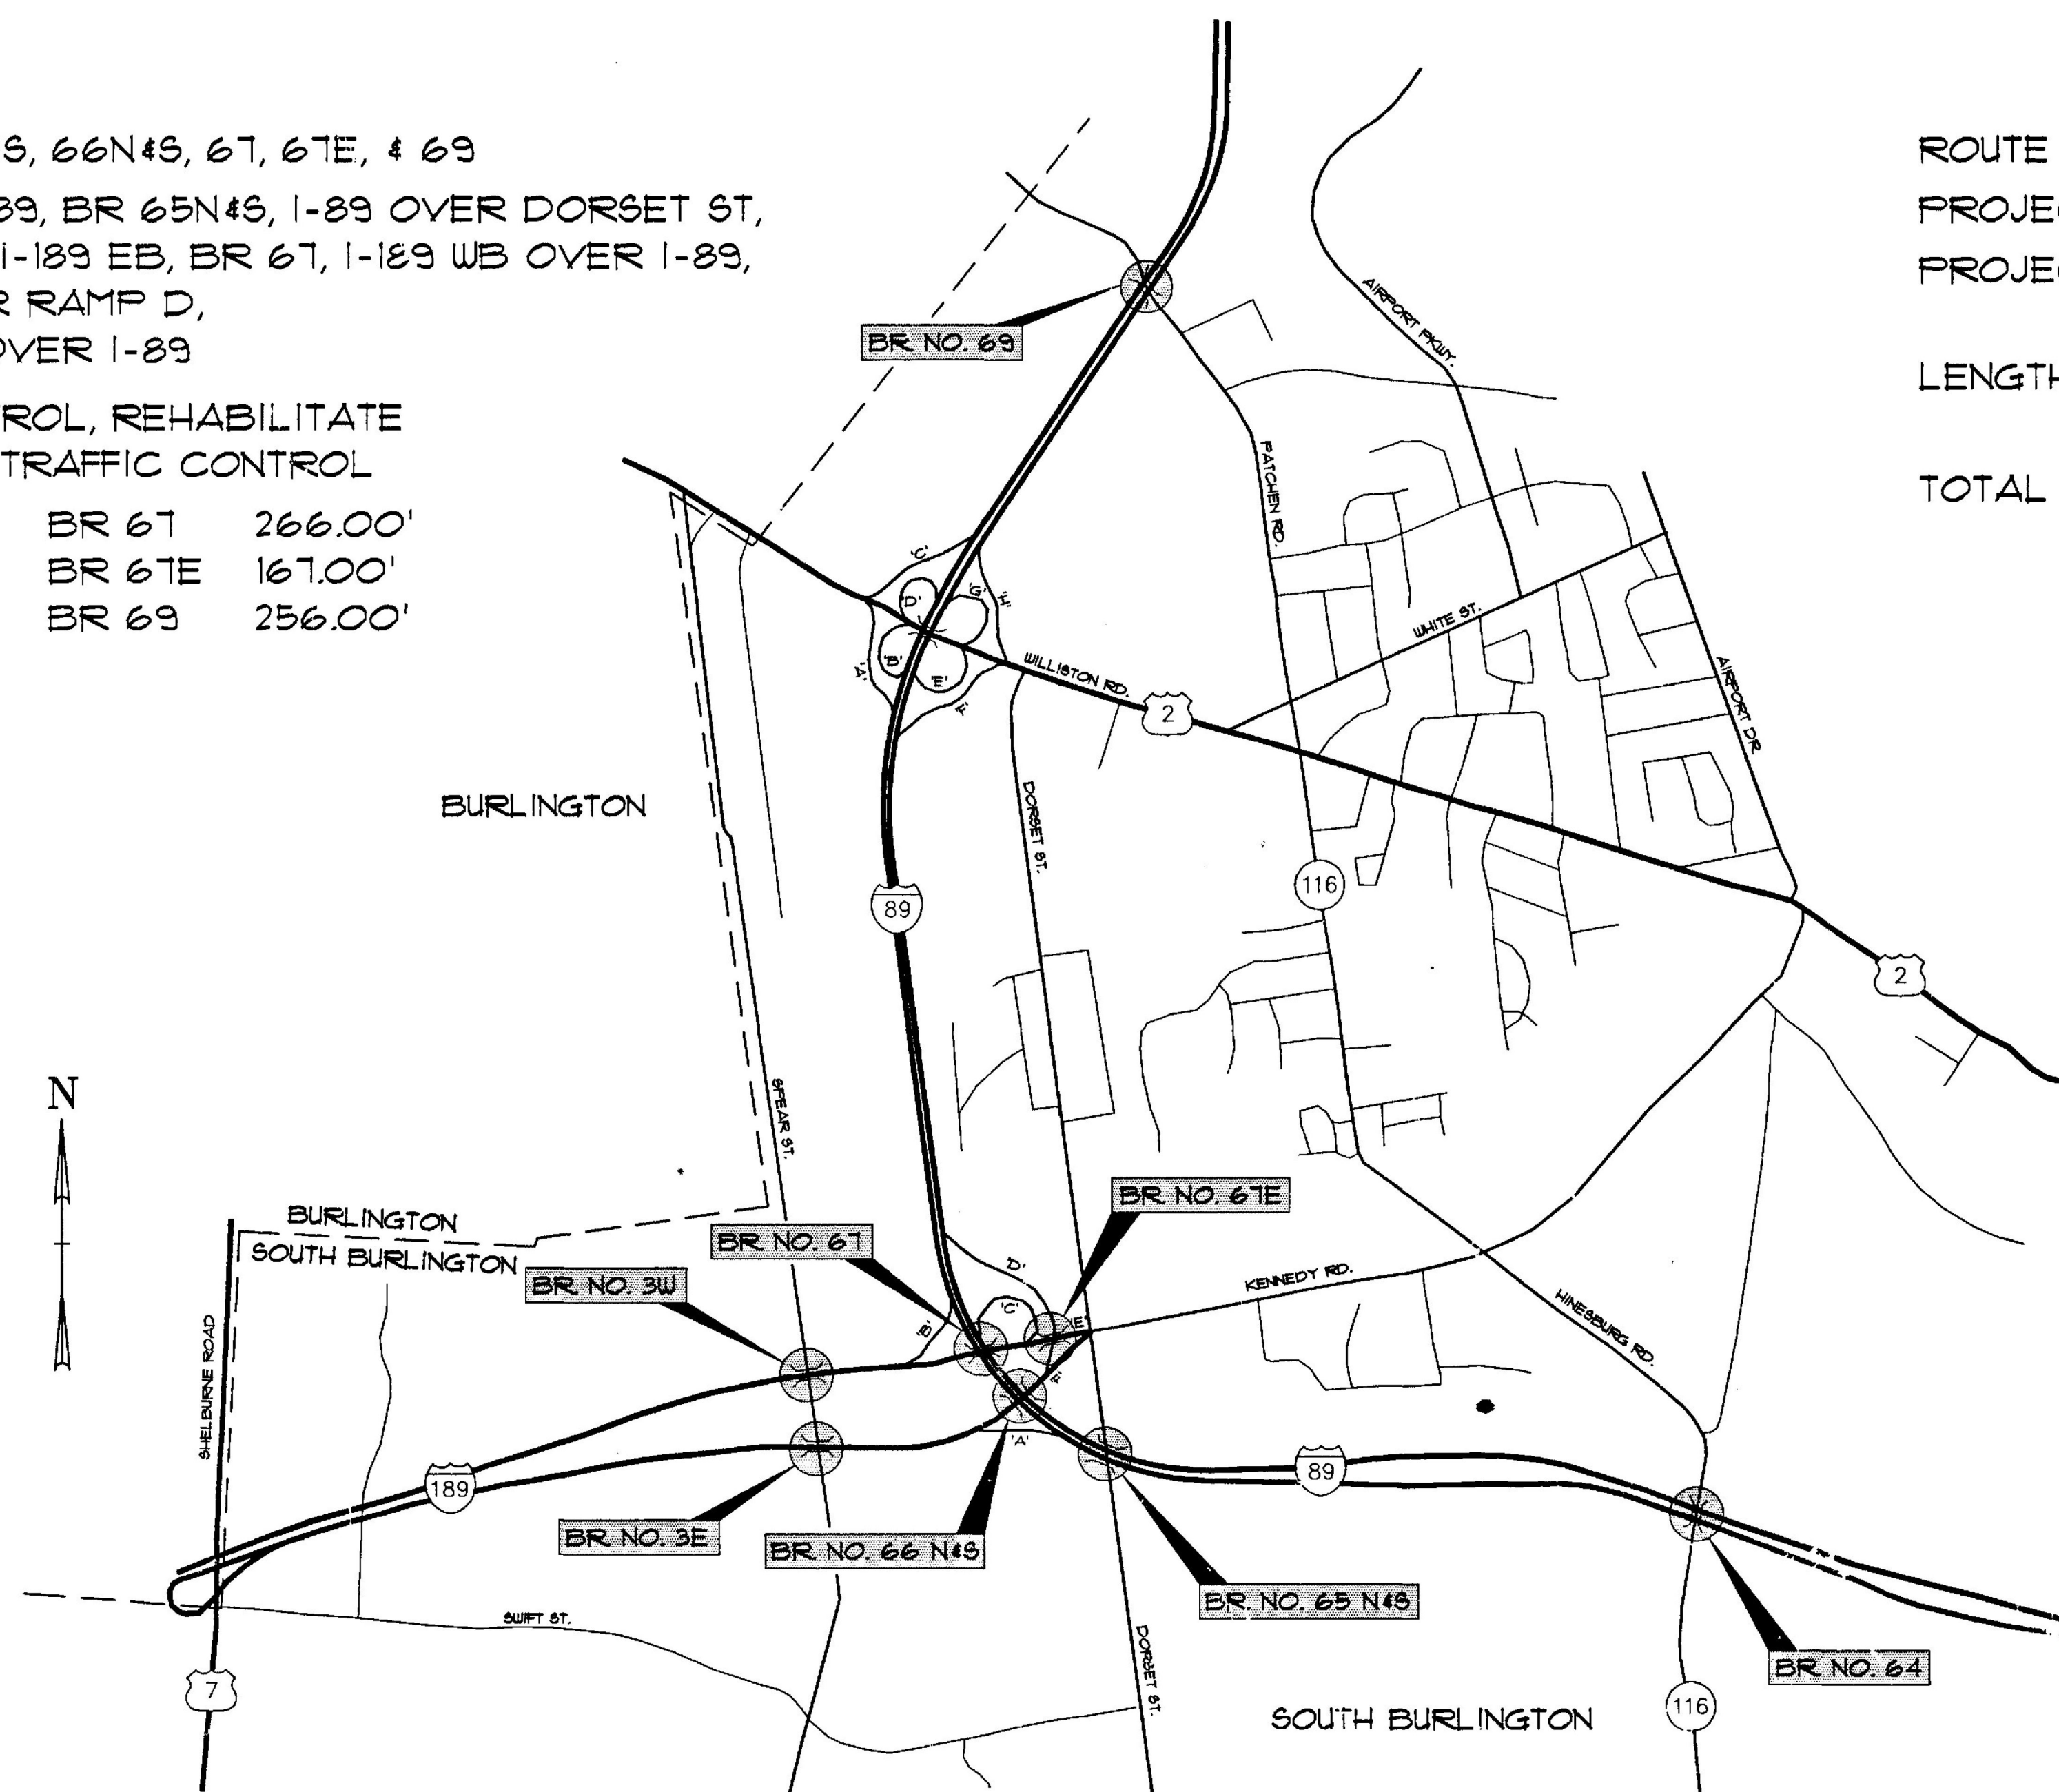 S, 66N&S, 67, 67E, & 69
89, BR 65N&S, I-89 OVER DORSET ST,
I-189 EB, BR 67, I-189 WB OVER I-89,
R RAMP D,
OVER I-89
ROL, REHABILITATE
TRAFFIC CONTROL
BR 67 266.00'
BR 67E 167.00'
BR 69 256.00'
ROUTE
PROJE
PROJE
LENGTH
TOTAL
BR. NO. 69
AIRPORT PKWY.
PATCHEN RD.
'C'
'D'
'G'
'H'
'B'
'A'
'E'
'F'
WILLISTON RD.
2
WHITE ST.
AIRPORT DR
BURLINGTON
DORSET ST.
89
116
2
N
SPEAR ST.
BR. NO. 67E
BURLINGTON
SOUTH BURLINGTON
BR. NO. 67
BR. NO. 3W
'D'
'C'
'B'
'E'
'F'
'A'
KENNEDY RD.
HINESBURG RD.
SHELBURNE ROAD
189
89
BR. NO. 3E
BR. NO. 66 N&S
BR. NO. 65 N&S
BR. NO. 64
SWIFT ST.
DORSET ST.
7
SOUTH BURLINGTON
116